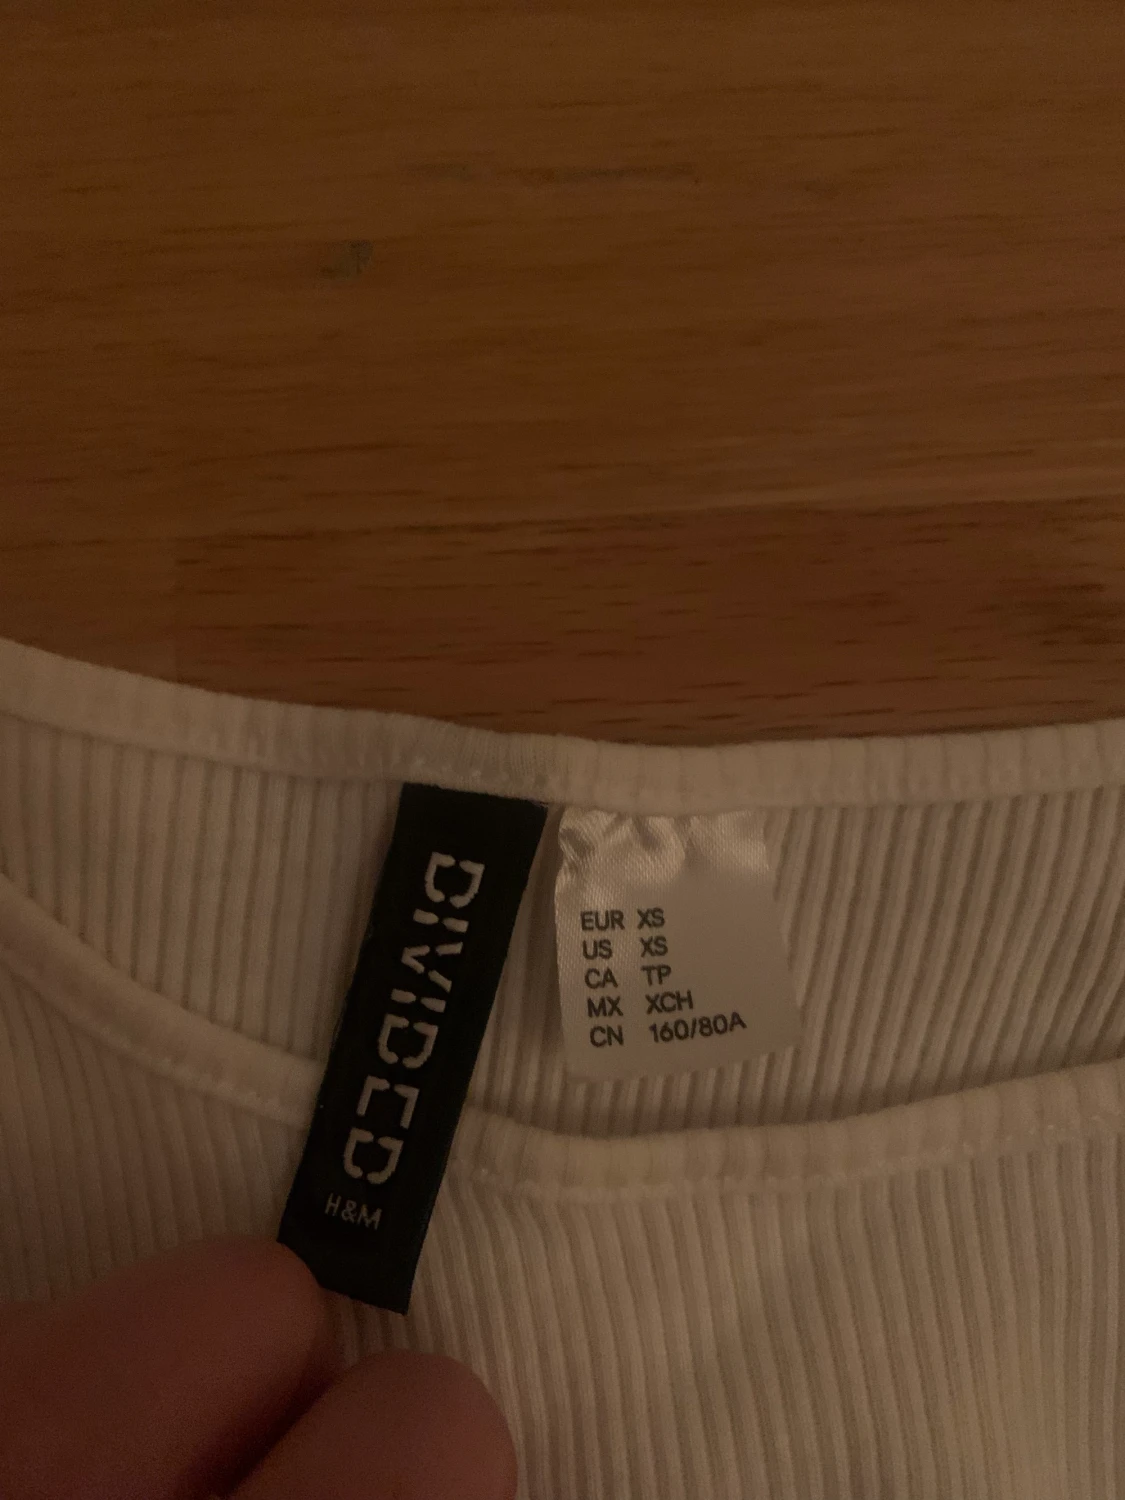 DIVIDED
H&M
EUR XS
US XS
CA TP
MX XCH
CN 160/80A